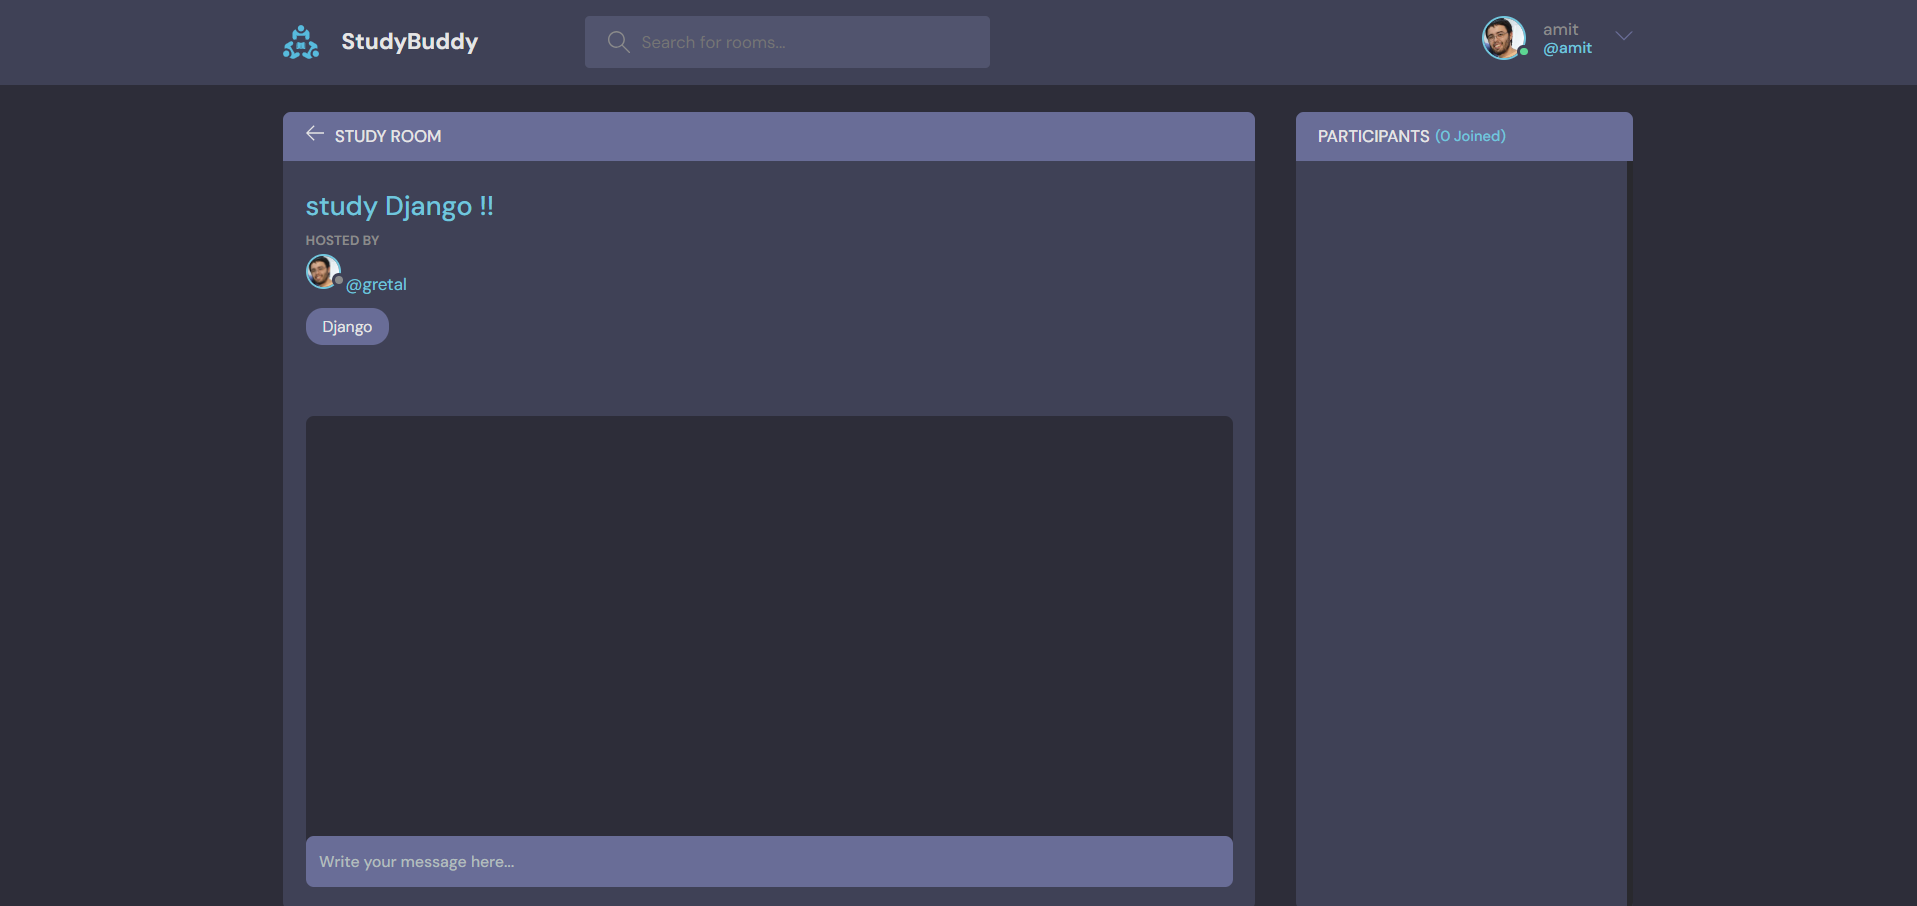 StudyBuddy
Search for rooms...
amit
@amit
STUDY ROOM
study Django !!
HOSTED BY
@gretal
Django
Write your message here...
PARTICIPANTS (0 Joined)